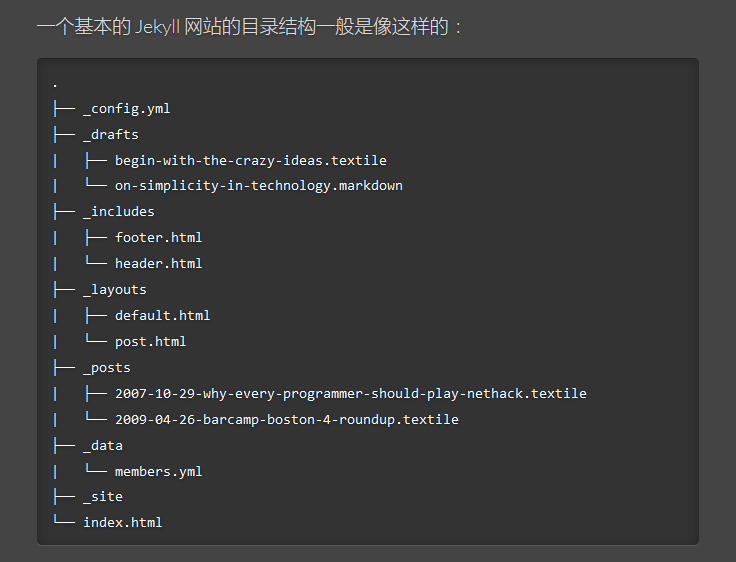 一个基本的 Jekyll 网站的目录结构一般是像这样的：
.
├── _config.yml
├── _drafts
|   ├── begin-with-the-crazy-ideas.textile
|   └── on-simplicity-in-technology.markdown
├── _includes
|   ├── footer.html
|   └── header.html
├── _layouts
|   ├── default.html
|   └── post.html
├── _posts
|   ├── 2007-10-29-why-every-programmer-should-play-nethack.textile
|   └── 2009-04-26-barcamp-boston-4-roundup.textile
├── _data
|   └── members.yml
├── _site
└── index.html